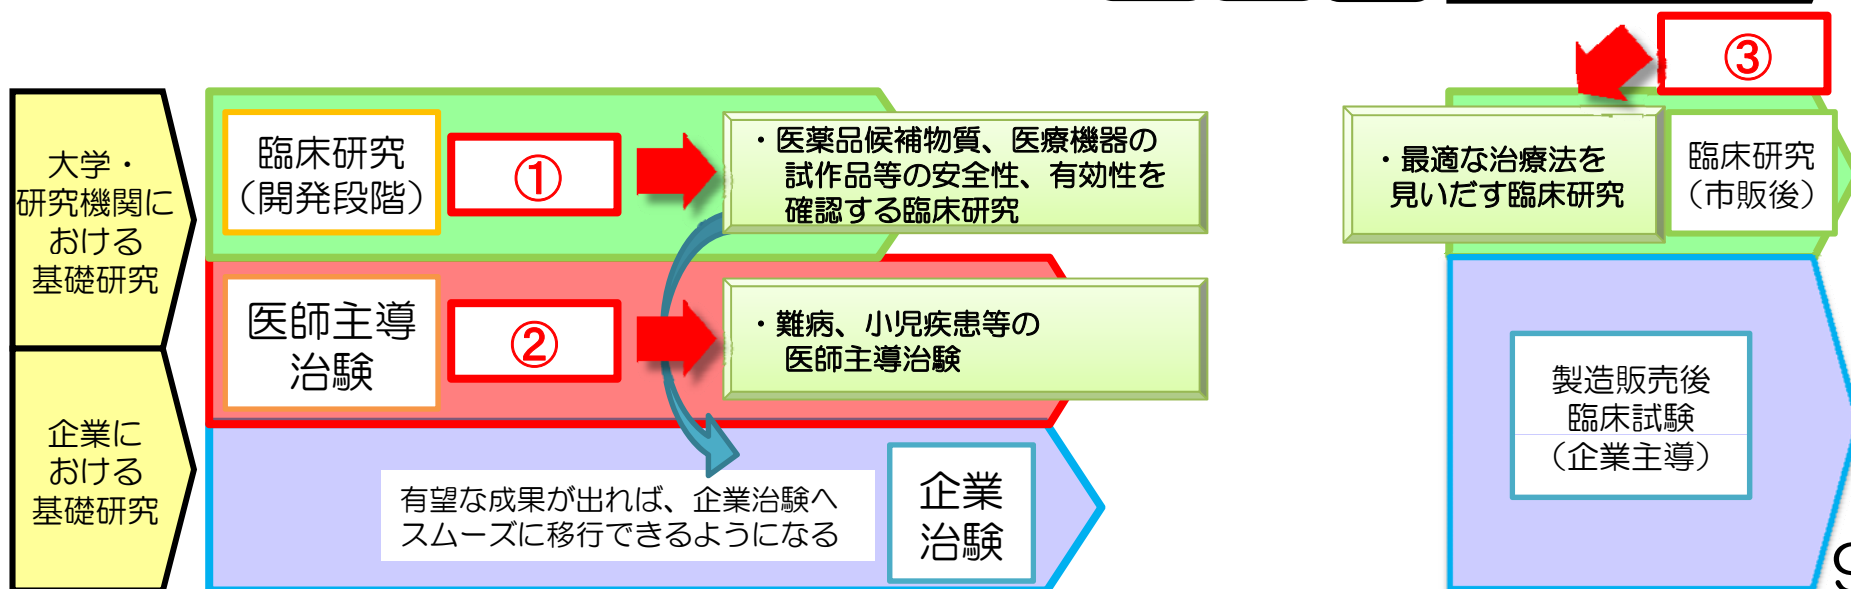 大学・
研究機関に
おける
基礎研究
企業に
おける
基礎研究
臨床研究
（開発段階）
①
・医薬品候補物質、医療機器の
試作品等の安全性、有効性を
確認する臨床研究
医師主導
治験
②
・難病、小児疾患等の
医師主導治験
有望な成果が出れば、企業治験へ
スムーズに移行できるようになる
企業
治験
③
・最適な治療法を
見いだす臨床研究
臨床研究
（市販後）
製造販売後
臨床試験
（企業主導）